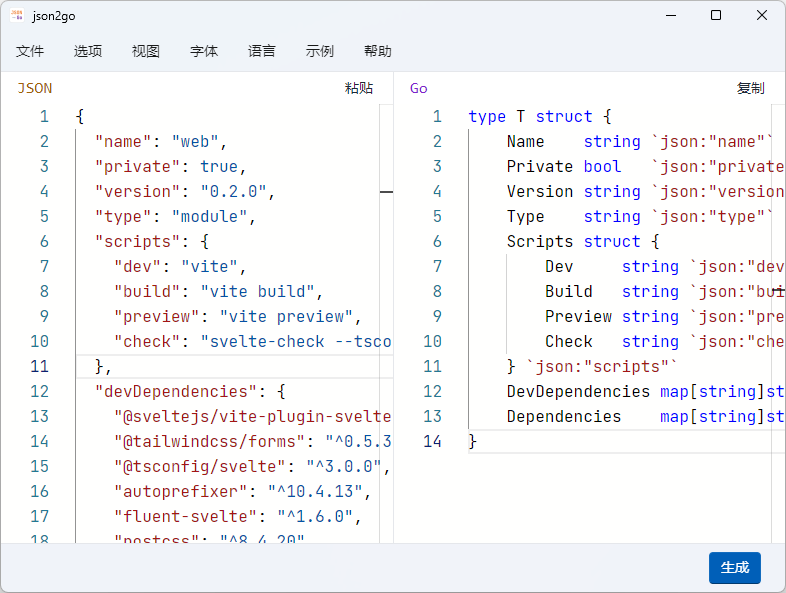 JSON
Go
json2go
文件 选项 视图 字体 语言 示例 帮助
JSON 粘贴
1 {
2 "name": "web",
3 "private": true,
4 "version": "0.2.0",
5 "type": "module",
6 "scripts": {
7 "dev": "vite",
8 "build": "vite build",
9 "preview": "vite preview",
10 "check": "svelte-check --tsco
11 },
12 "devDependencies": {
13 "@sveltejs/vite-plugin-svelte
14 "@tailwindcss/forms": "^0.5.3
15 "@tsconfig/svelte": "^3.0.0",
16 "autoprefixer": "^10.4.13",
17 "fluent-svelte": "^1.6.0",
18 "postcss": "^8.4.20"
Go 复制
1 type T struct {
2 Name string `json:"name"`
3 Private bool `json:"private
4 Version string `json:"version
5 Type string `json:"type"`
6 Scripts struct {
7 Dev string `json:"dev
8 Build string `json:"bui
9 Preview string `json:"pre
10 Check string `json:"che
11 } `json:"scripts"`
12 DevDependencies map[string]st
13 Dependencies map[string]st
14 }
生成